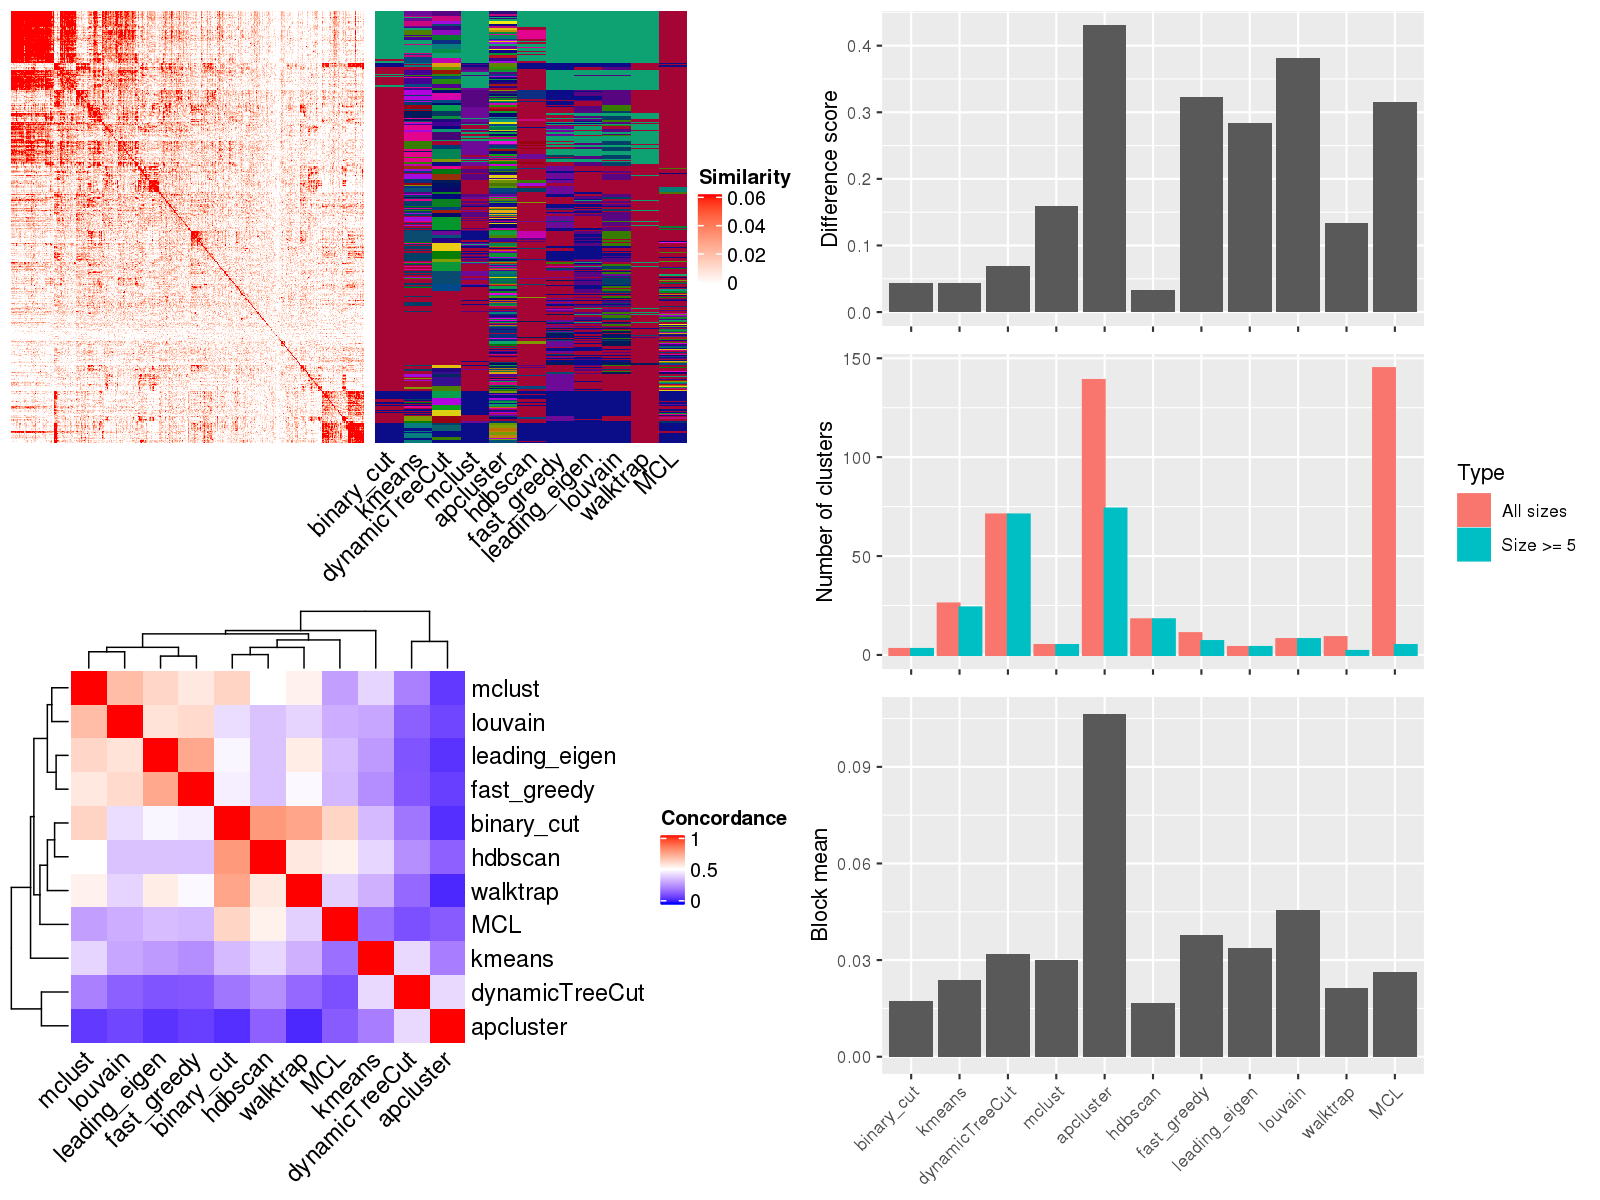 Similarity
0.06
0.04
0.02
0
binary_cut
kmeans
dynamicTreeCut
mclust
apcluster
hdbscan
fast_greedy
leading_eigen
louvain
walktrap
MCL
mclust
louvain
leading_eigen
fast_greedy
binary_cut
hdbscan
walktrap
MCL
kmeans
dynamicTreeCut
apcluster
Concordance
1
0.5
0
mclust
louvain
leading_eigen
fast_greedy
binary_cut
hdbscan
walktrap
MCL
kmeans
dynamicTreeCut
apcluster
Difference score
0.4
0.3
0.2
0.1
0.0
Number of clusters
150
100
50
0
Type
All sizes
Size >= 5
Block mean
0.09
0.06
0.03
0.00
binary_cut
kmeans
dynamicTreeCut
mclust
apcluster
hdbscan
fast_greedy
leading_eigen
louvain
walktrap
MCL